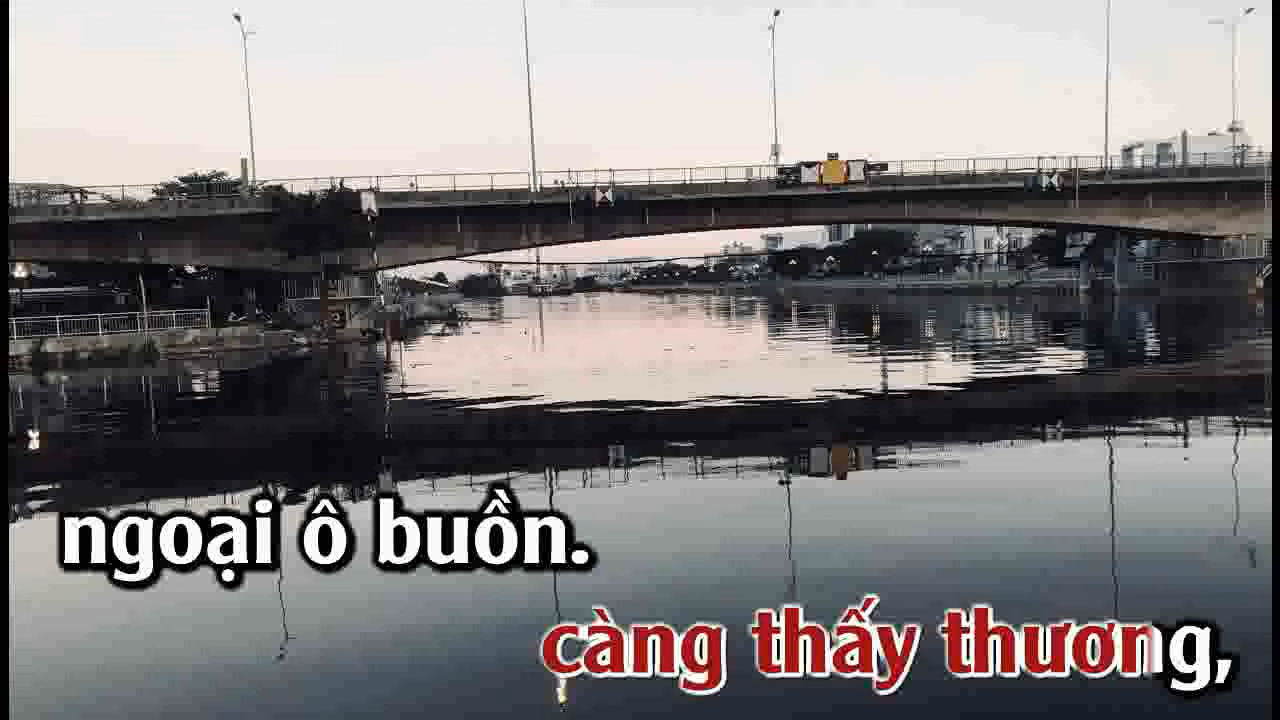 ngoại ô buồn.
càng thấy thương,